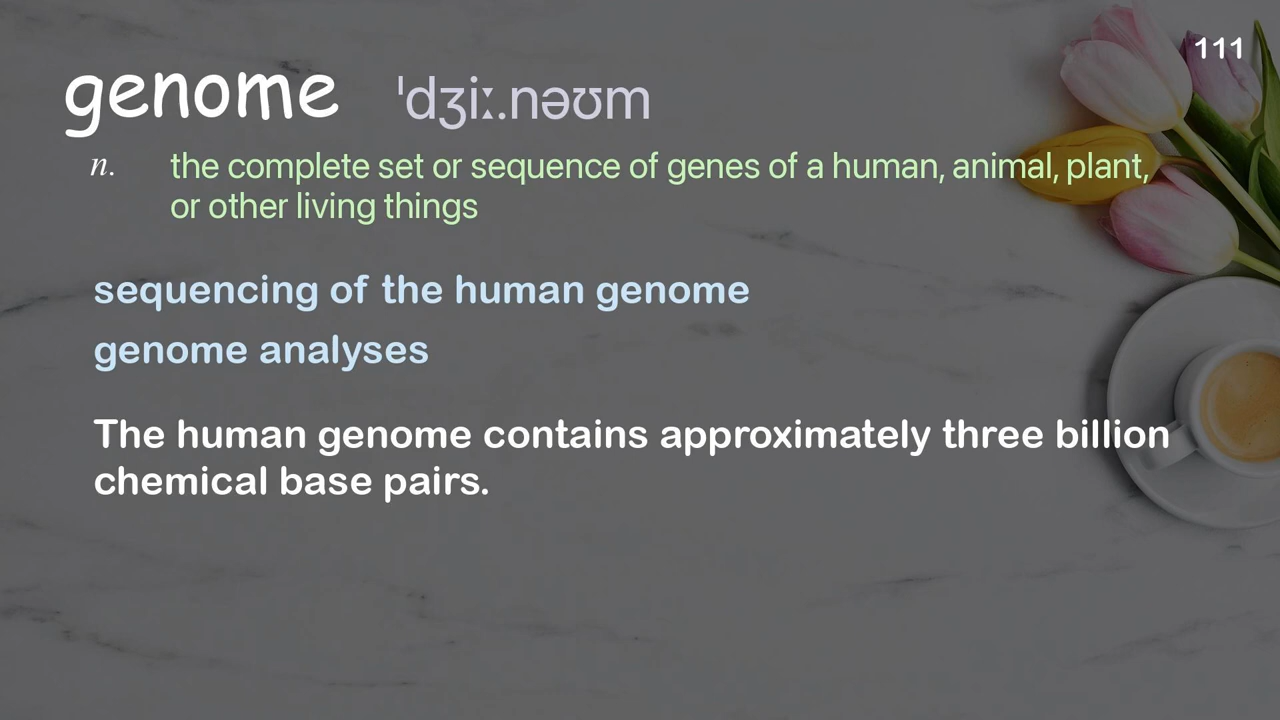 111
genome ˈdʒiː.nəʊm
n. the complete set or sequence of genes of a human, animal, plant,
or other living things
sequencing of the human genome
genome analyses
The human genome contains approximately three billion
chemical base pairs.